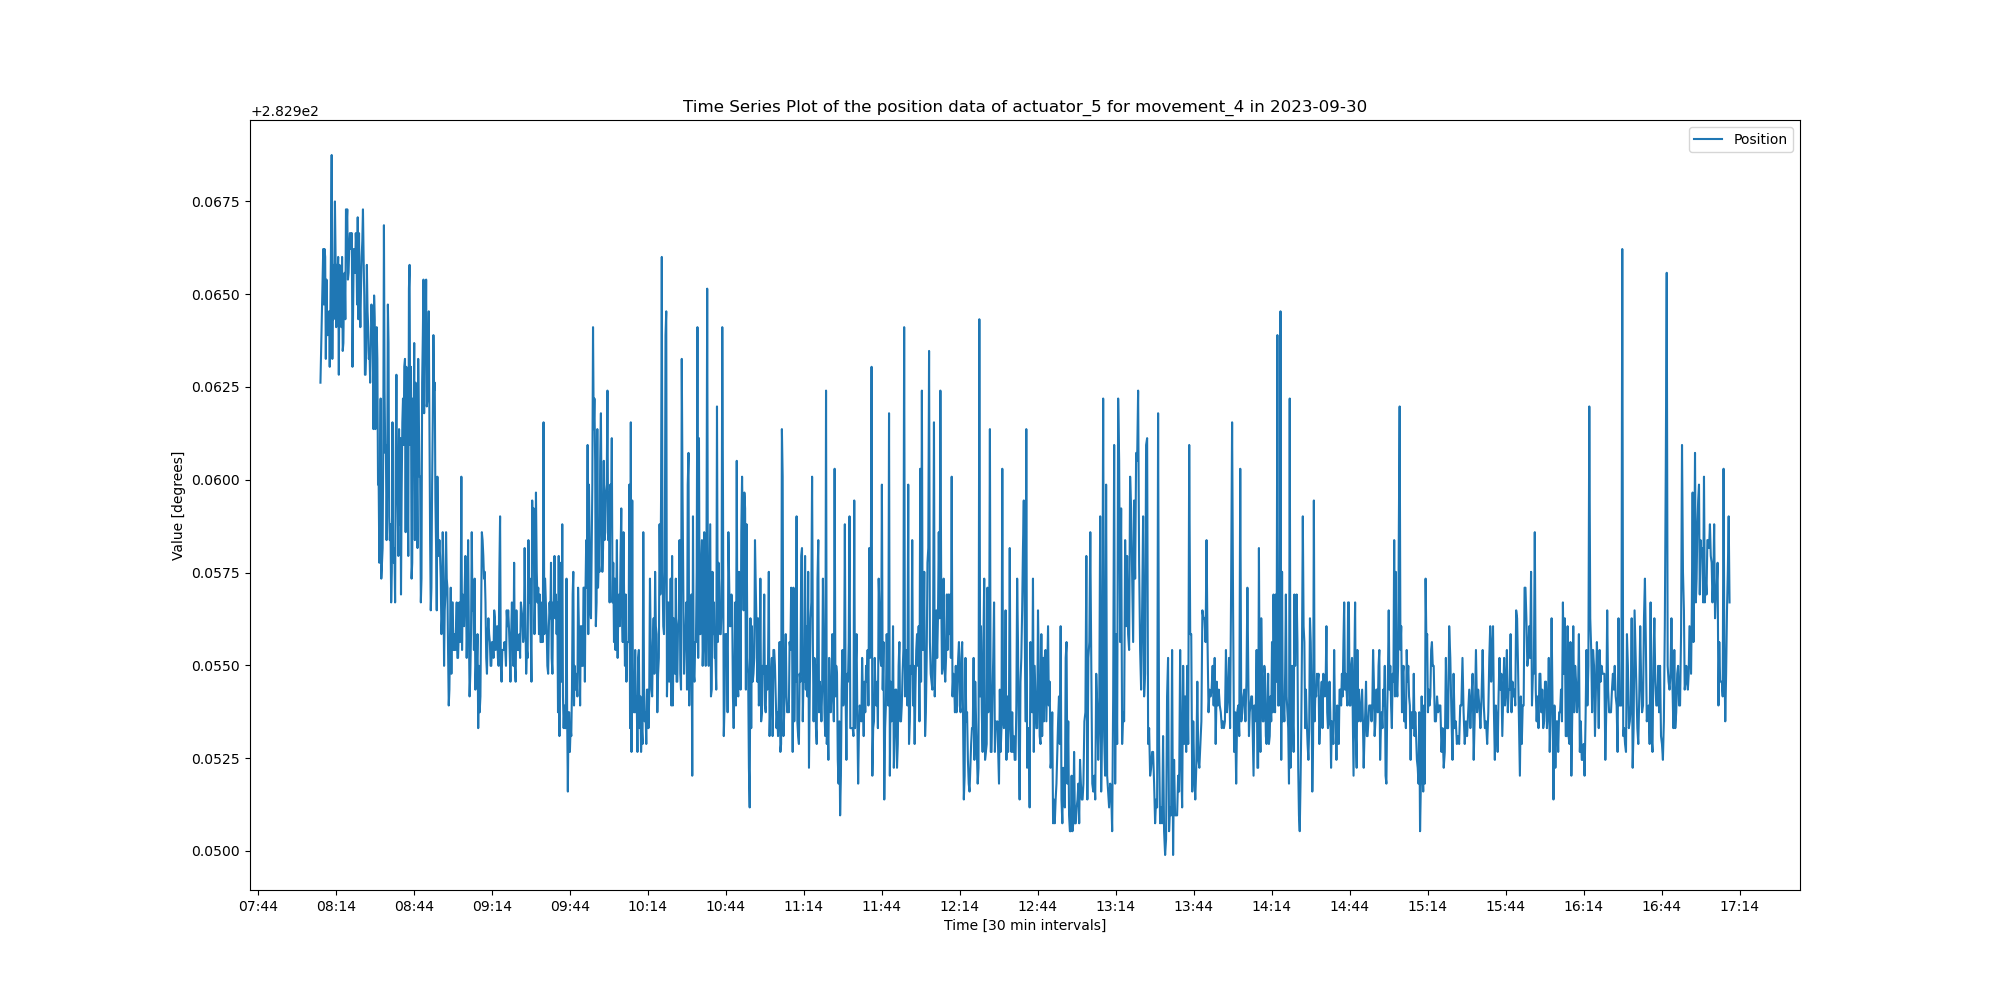 Time Series Plot of the position data of actuator_5 for movement_4 in 2023-09-30
+2.829e2
Position
0.0675
0.0650
0.0625
0.0600
0.0575
0.0550
0.0525
0.0500
Value [degrees]
07:44 08:14 08:44 09:14 09:44 10:14 10:44 11:14 11:44 12:14 12:44 13:14 13:44 14:14 14:44 15:14 15:44 16:14 16:44 17:14
Time [30 min intervals]